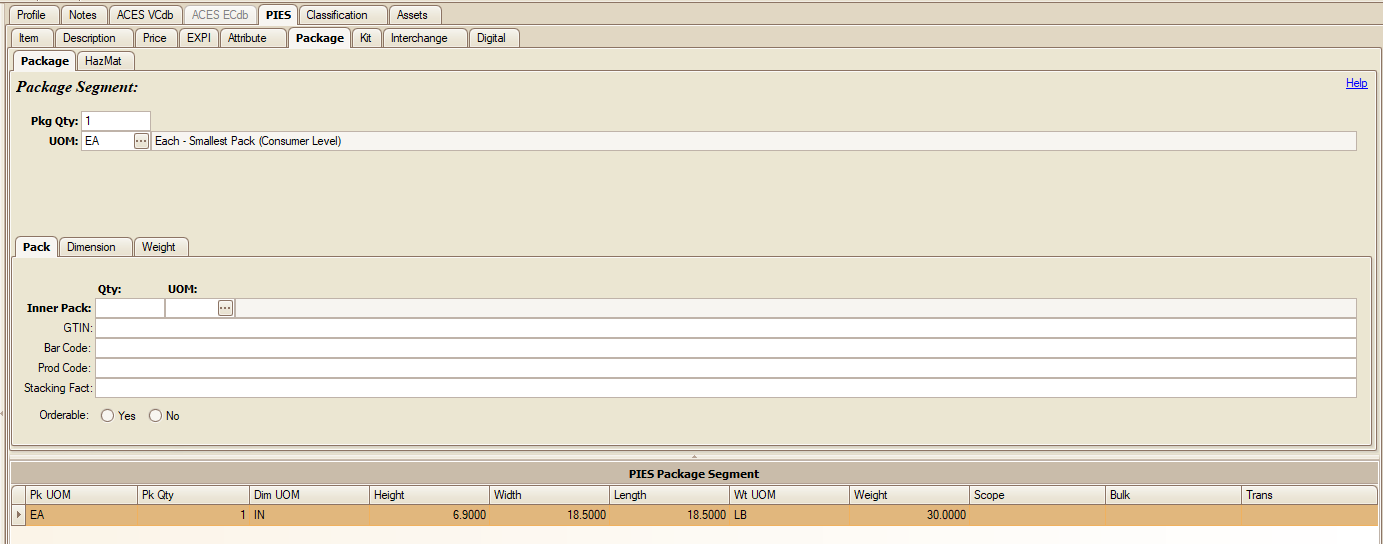 Profile Notes ACES VCdb ACES ECdb PIES Classification Assets
Item Description Price EXPI Attribute Package Kit Interchange Digital
Package HazMat
Package Segment: Help
Pkg Qty: 1
UOM: EA ... Each - Smallest Pack (Consumer Level)
Pack Dimension Weight
Qty: UOM:
Inner Pack: ...
GTIN:
Bar Code:
Prod Code:
Stacking Fact:
Orderable: Yes No
PIES Package Segment
Pk UOM Pk Qty Dim UOM Height Width Length Wt UOM Weight Scope Bulk Trans
EA 1 IN 6.9000 18.5000 18.5000 LB 30.0000